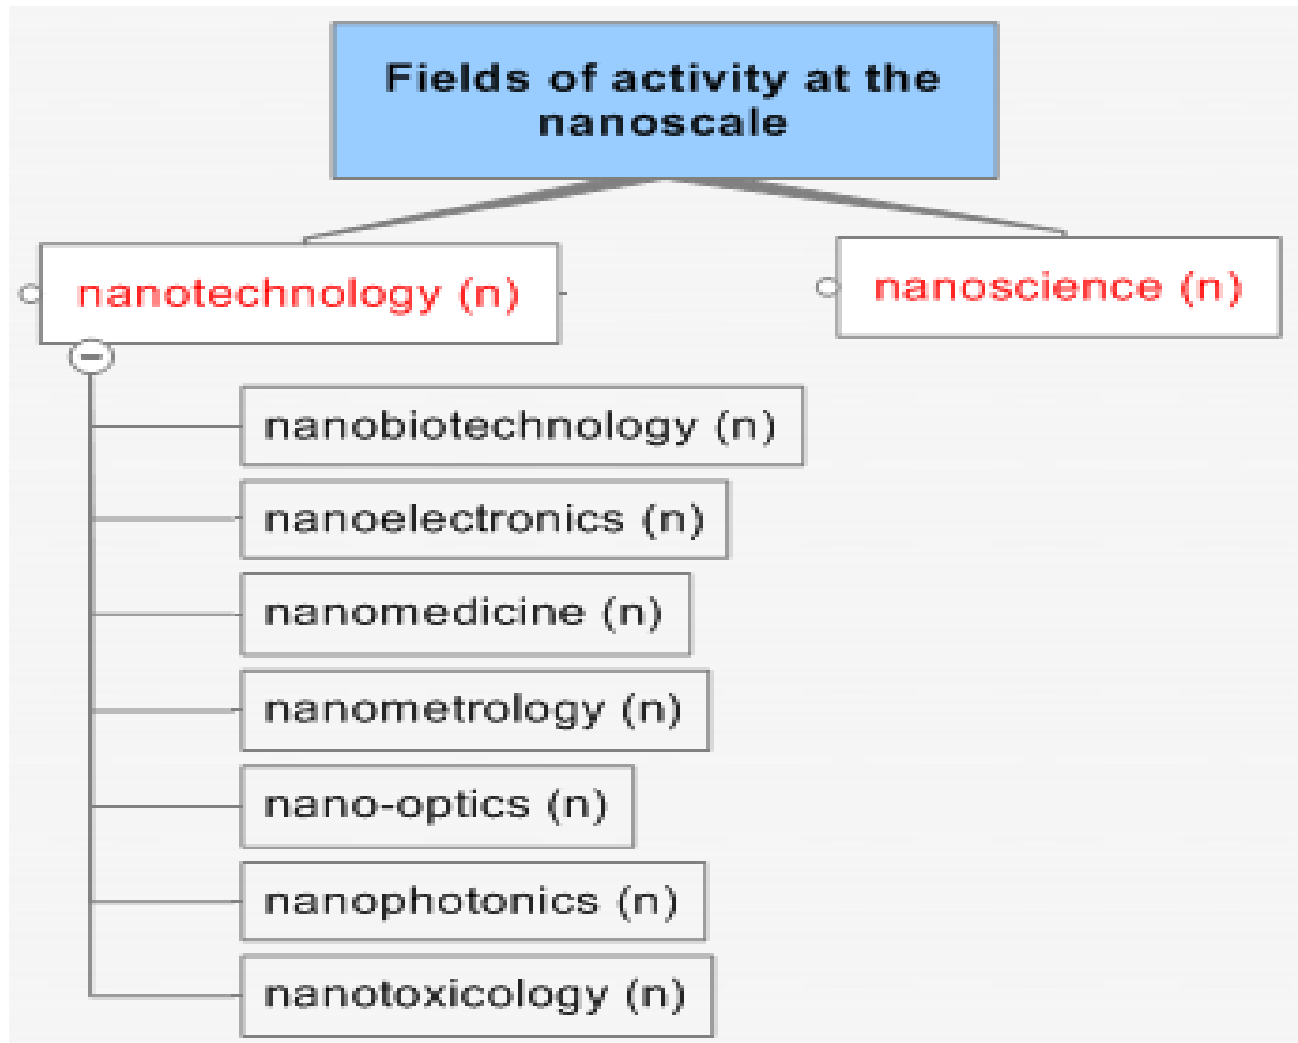 Fields of activity at the
nanoscale
nanotechnology (n)
nanoscience (n)
nanobiotechnology (n)
nanoelectronics (n)
nanomedicine (n)
nanometrology (n)
nano-optics (n)
nanophotonics (n)
nanotoxicology (n)